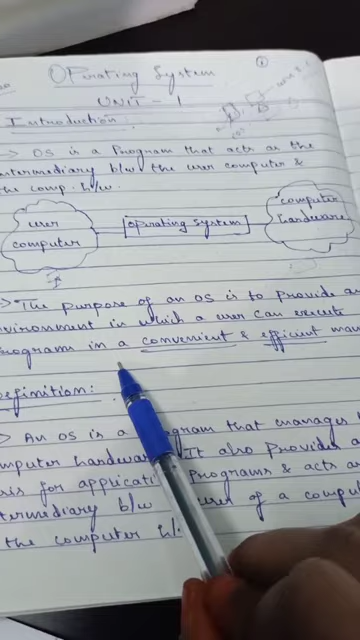 Operating System
UNIT - 1
Introduction:
→ OS is a Program that acts as the
intermediary b/w the user computer &
the comp. h/w.
user computer
operating system
computer hardware
→ The purpose of an OS is to provide an
environment in which a user can execute
program in a convenient & efficient
Definition:
→ An OS is a program that manages
computer hardware. It also provides a
for application programs & acts as
intermediary b/w user of a
the computer h/